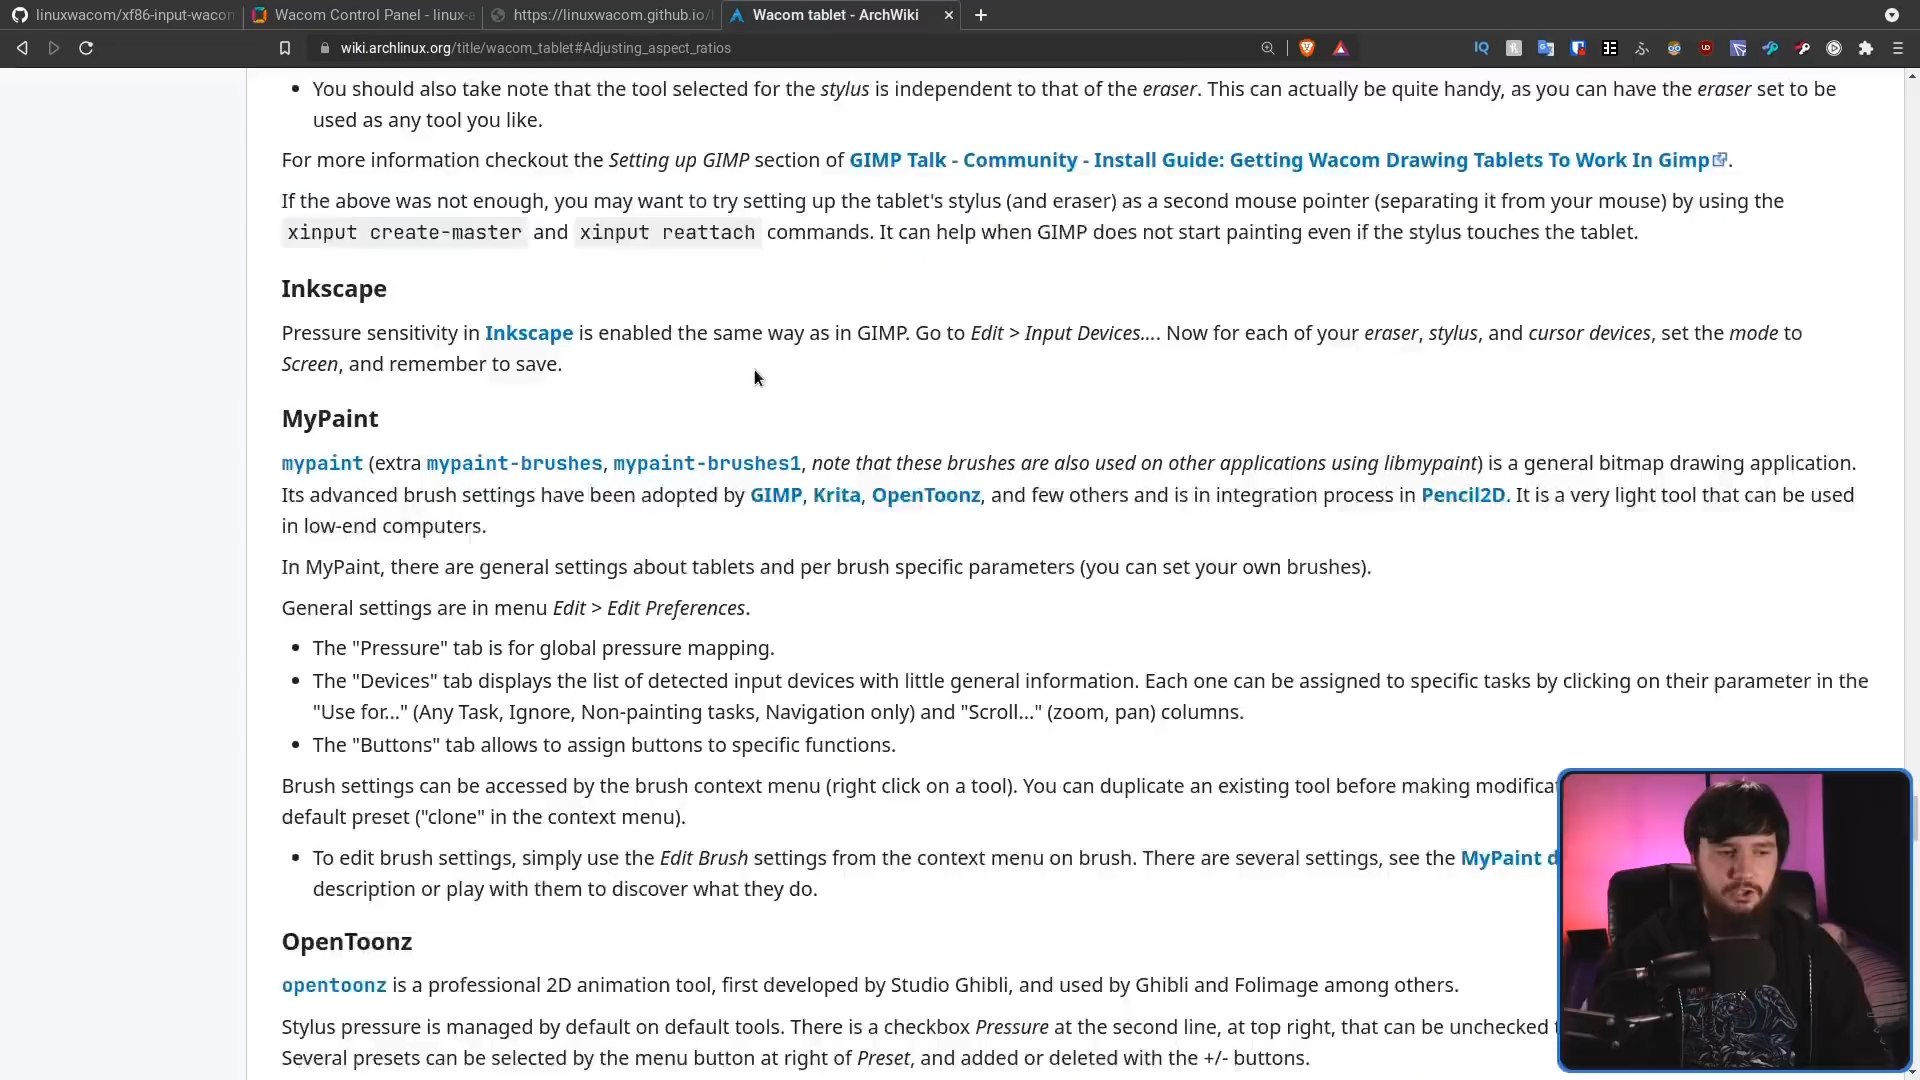 linuxwacom/xf86-input-wacon
Wacom Control Panel - linux-a
https://linuxwacom.github.io/l
Wacom tablet - ArchWiki
wiki.archlinux.org/title/wacom_tablet#Adjusting_aspect_ratios
IQ
• You should also take note that the tool selected for the stylus is independent to that of the eraser. This can actually be quite handy, as you can have the eraser set to be
used as any tool you like.
For more information checkout the Setting up GIMP section of GIMP Talk - Community - Install Guide: Getting Wacom Drawing Tablets To Work In Gimp.
If the above was not enough, you may want to try setting up the tablet's stylus (and eraser) as a second mouse pointer (separating it from your mouse) by using the
xinput create-master and xinput reattach commands. It can help when GIMP does not start painting even if the stylus touches the tablet.
Inkscape
Pressure sensitivity in Inkscape is enabled the same way as in GIMP. Go to Edit > Input Devices.... Now for each of your eraser, stylus, and cursor devices, set the mode to
Screen, and remember to save.
MyPaint
mypaint (extra mypaint-brushes, mypaint-brushes1, note that these brushes are also used on other applications using libmypaint) is a general bitmap drawing application.
Its advanced brush settings have been adopted by GIMP, Krita, OpenToonz, and few others and is in integration process in Pencil2D. It is a very light tool that can be used
in low-end computers.
In MyPaint, there are general settings about tablets and per brush specific parameters (you can set your own brushes).
General settings are in menu Edit > Edit Preferences.
• The "Pressure" tab is for global pressure mapping.
• The "Devices" tab displays the list of detected input devices with little general information. Each one can be assigned to specific tasks by clicking on their parameter in the
"Use for..." (Any Task, Ignore, Non-painting tasks, Navigation only) and "Scroll..." (zoom, pan) columns.
• The "Buttons" tab allows to assign buttons to specific functions.
Brush settings can be accessed by the brush context menu (right click on a tool). You can duplicate an existing tool before making modificat
default preset ("clone" in the context menu).
• To edit brush settings, simply use the Edit Brush settings from the context menu on brush. There are several settings, see the MyPaint d
description or play with them to discover what they do.
OpenToonz
opentoonz is a professional 2D animation tool, first developed by Studio Ghibli, and used by Ghibli and Folimage among others.
Stylus pressure is managed by default on default tools. There is a checkbox Pressure at the second line, at top right, that can be unchecked
Several presets can be selected by the menu button at right of Preset, and added or deleted with the +/- buttons.